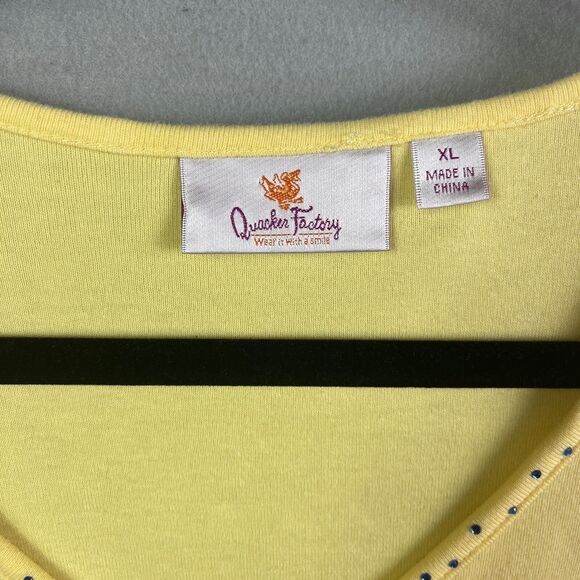 Quacker Factory
Wear it with a smile
XL
MADE IN
CHINA